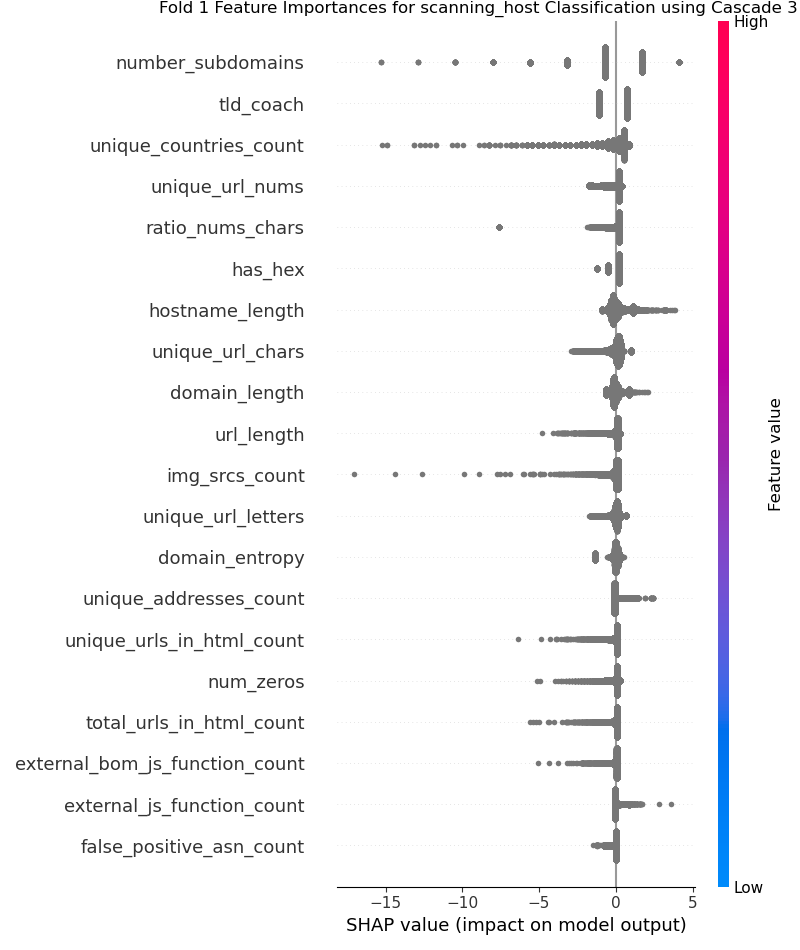 Fold 1 Feature Importances for scanning_host Classification using Cascade 3
High
number_subdomains
tld_coach
unique_countries_count
unique_url_nums
ratio_nums_chars
has_hex
hostname_length
unique_url_chars
domain_length
url_length
img_srcs_count
unique_url_letters
domain_entropy
unique_addresses_count
unique_urls_in_html_count
num_zeros
total_urls_in_html_count
external_bom_js_function_count
external_js_function_count
false_positive_asn_count
Feature value
Low
−15 −10 −5 0 5
SHAP value (impact on model output)